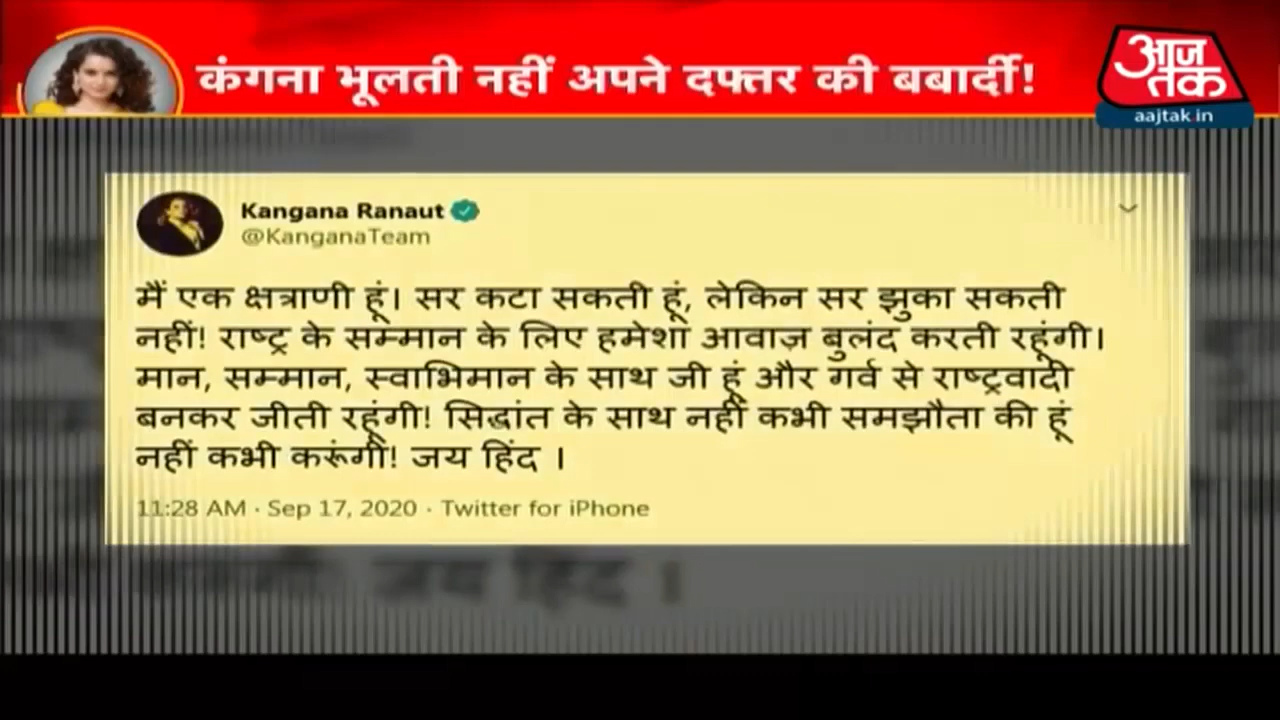 कंगना भूलती नहीं अपने दफ्तर की बबार्दी!
आज
तक
aajtak.in
Kangana Ranaut
@KanganaTeam
मैं एक क्षत्राणी हूं। सर कटा सकती हूं, लेकिन सर झुका सकती
नहीं! राष्ट्र के सम्मान के लिए हमेशा आवाज़ बुलंद करती रहूंगी।
मान, सम्मान, स्वाभिमान के साथ जी हूं और गर्व से राष्ट्रवादी
बनकर जीती रहूंगी! सिद्धांत के साथ नहीं कभी समझौता की हूं
नहीं कभी करूंगी! जय हिंद ।
11:28 AM · Sep 17, 2020 · Twitter for iPhone
जय हिंद ।